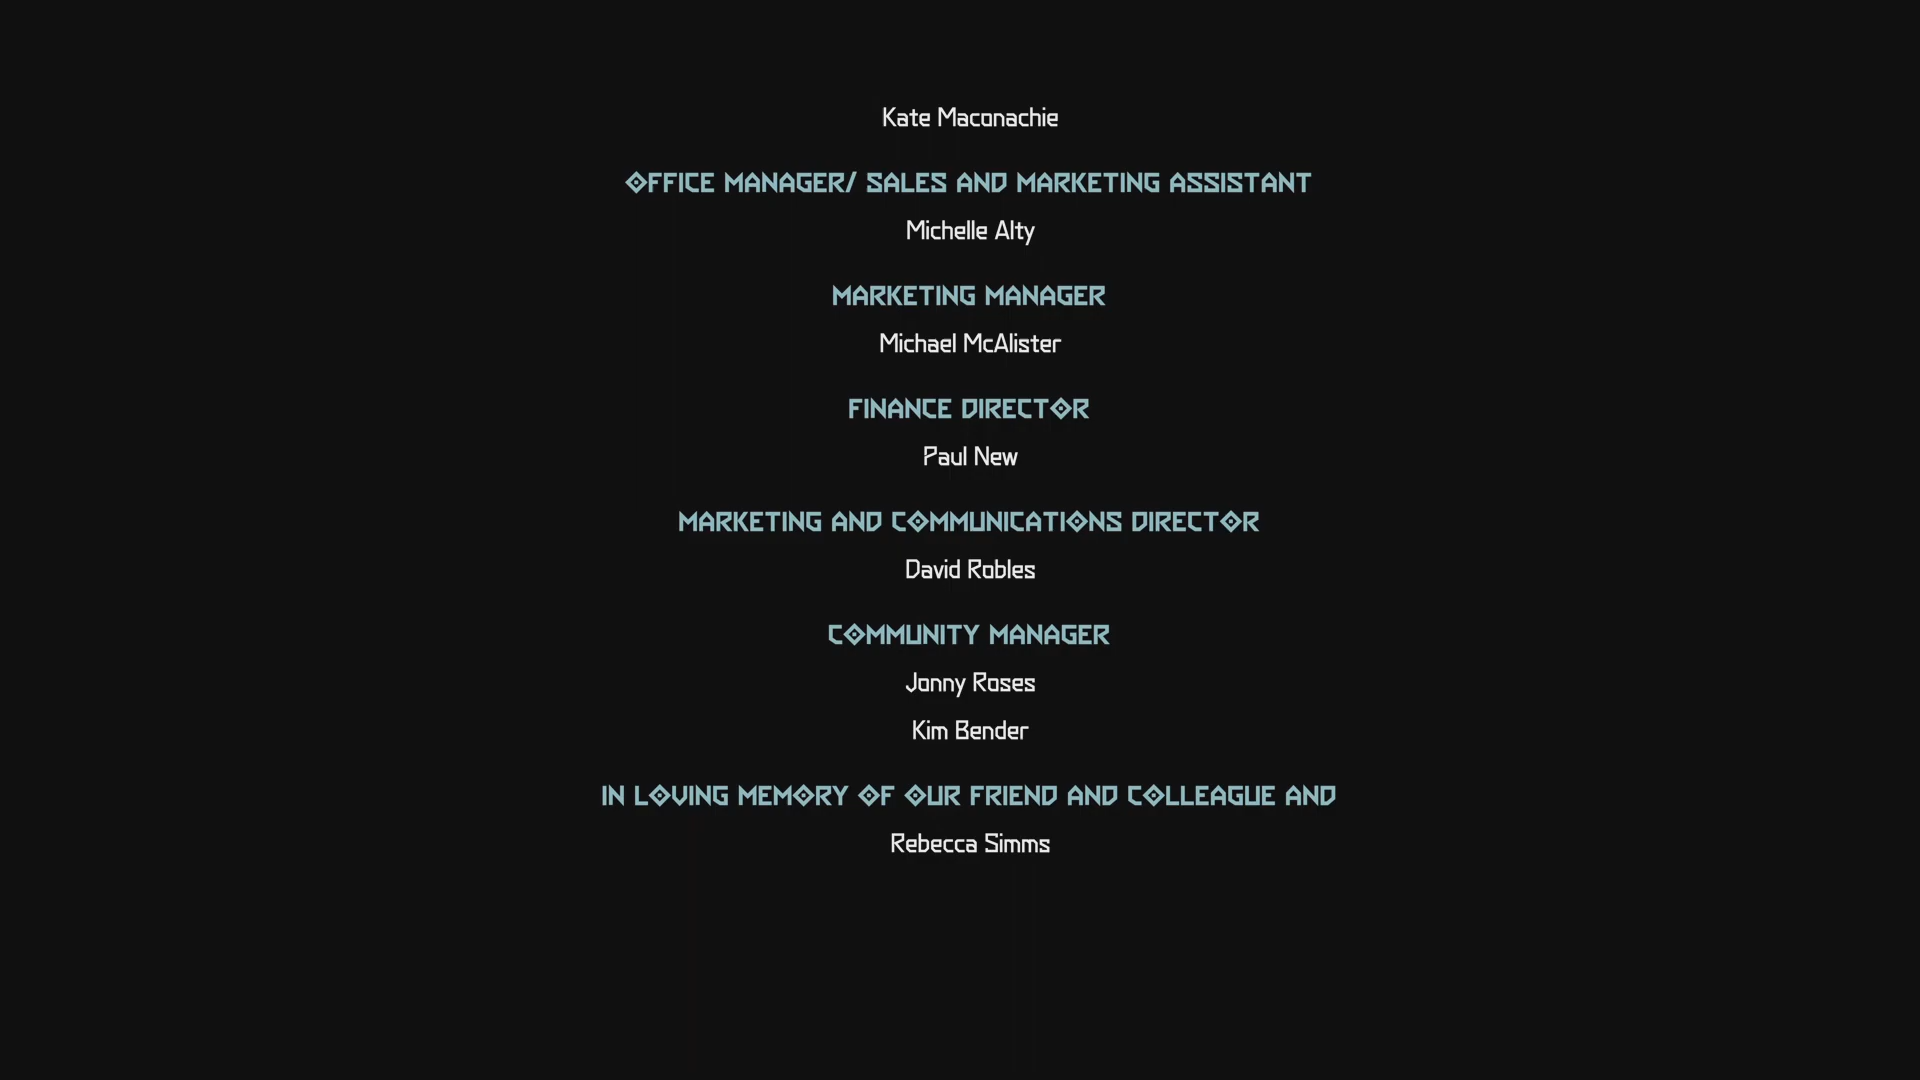 Kate Maconachie
OFFICE MANAGER/ SALES AND MARKETING ASSISTANT
Michelle Alty
MARKETING MANAGER
Michael McAlister
FINANCE DIRECTOR
Paul New
MARKETING AND COMMUNICATIONS DIRECTOR
David Robles
COMMUNITY MANAGER
Jonny Roses
Kim Bender
IN LOVING MEMORY OF OUR FRIEND AND COLLEAGUE AND
Rebecca Simms